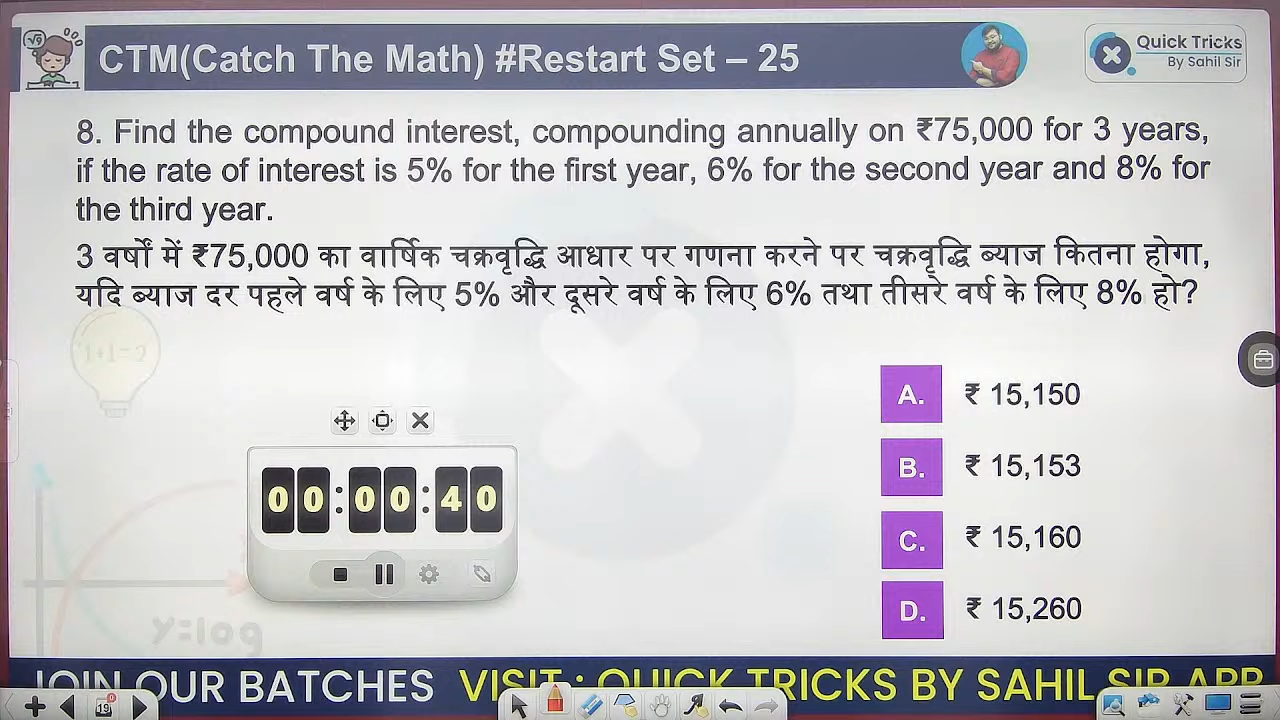 CTM(Catch The Math) #Restart Set – 25
Quick Tricks
By Sahil Sir
8. Find the compound interest, compounding annually on ₹75,000 for 3 years,
if the rate of interest is 5% for the first year, 6% for the second year and 8% for
the third year.
3 वर्षों में ₹75,000 का वार्षिक चक्रवृद्धि आधार पर गणना करने पर चक्रवृद्धि ब्याज कितना होगा,
यदि ब्याज दर पहले वर्ष के लिए 5% और दूसरे वर्ष के लिए 6% तथा तीसरे वर्ष के लिए 8% हो?
1+1=2
A. ₹ 15,150
B. ₹ 15,153
C. ₹ 15,160
D. ₹ 15,260
00:00:40
y=log
JOIN OUR BATCHES VISIT : QUICK TRICKS BY SAHIL SIR APP
19